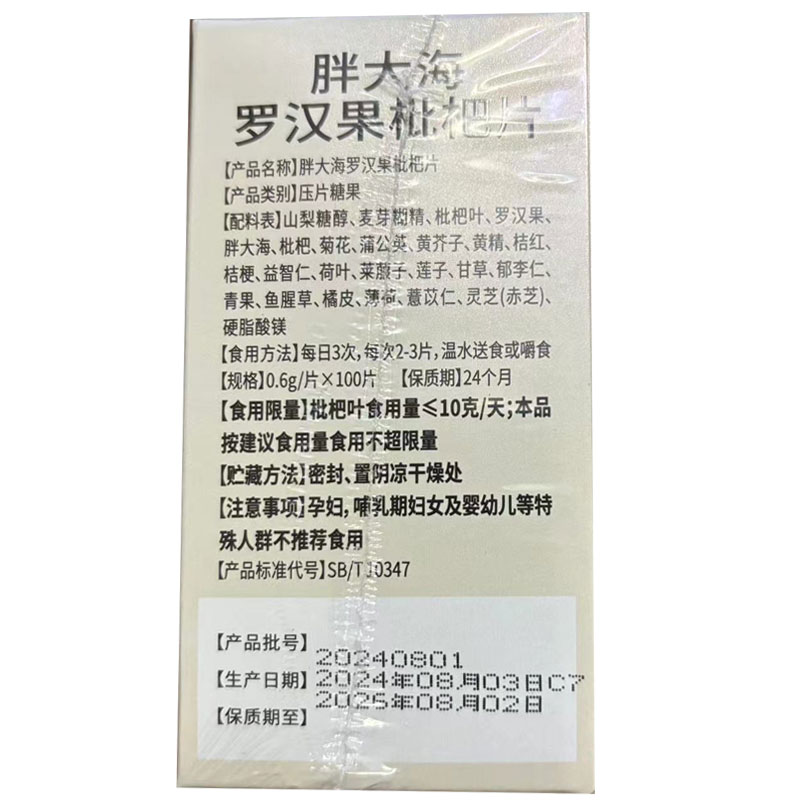 胖大海
罗汉果枇杷片
【产品名称】胖大海罗汉果枇杷片
【产品类别】压片糖果
【配料表】山梨糖醇、麦芽糊精、枇杷叶、罗汉果、
胖大海、枇杷、菊花、蒲公英、黄芥子、黄精、桔红、
桔梗、益智仁、荷叶、莱菔子、莲子、甘草、郁李仁、
青果、鱼腥草、橘皮、薄荷、薏苡仁、灵芝(赤芝)、
硬脂酸镁
【食用方法】每日3次，每次2-3片，温水送食或嚼食
【规格】0.6g/片×100片 【保质期】24个月
【食用限量】枇杷叶食用量≤10克/天；本品
按建议食用量食用不超限量
【贮藏方法】密封、置阴凉干燥处
【注意事项】孕妇，哺乳期妇女及婴幼儿等特
殊人群不推荐食用
【产品标准代号】SB/T10347
【产品批号】20240801
【生产日期】2024年08月03日C7
【保质期至】2025年08月02日